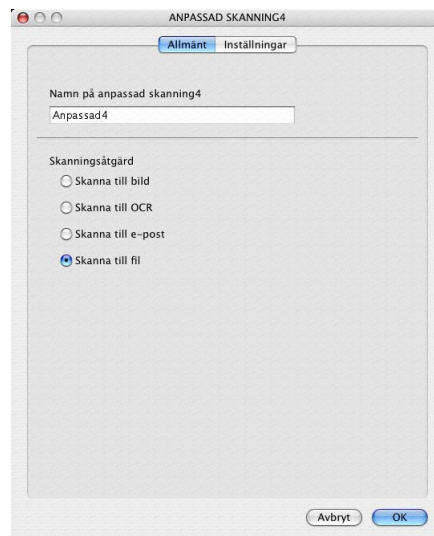 ANPASSAD SKANNING4
Allmänt Inställningar
Namn på anpassad skanning4
Anpassad4
Skanningsåtgärd
Skanna till bild
Skanna till OCR
Skanna till e-post
Skanna till fil
Avbryt OK